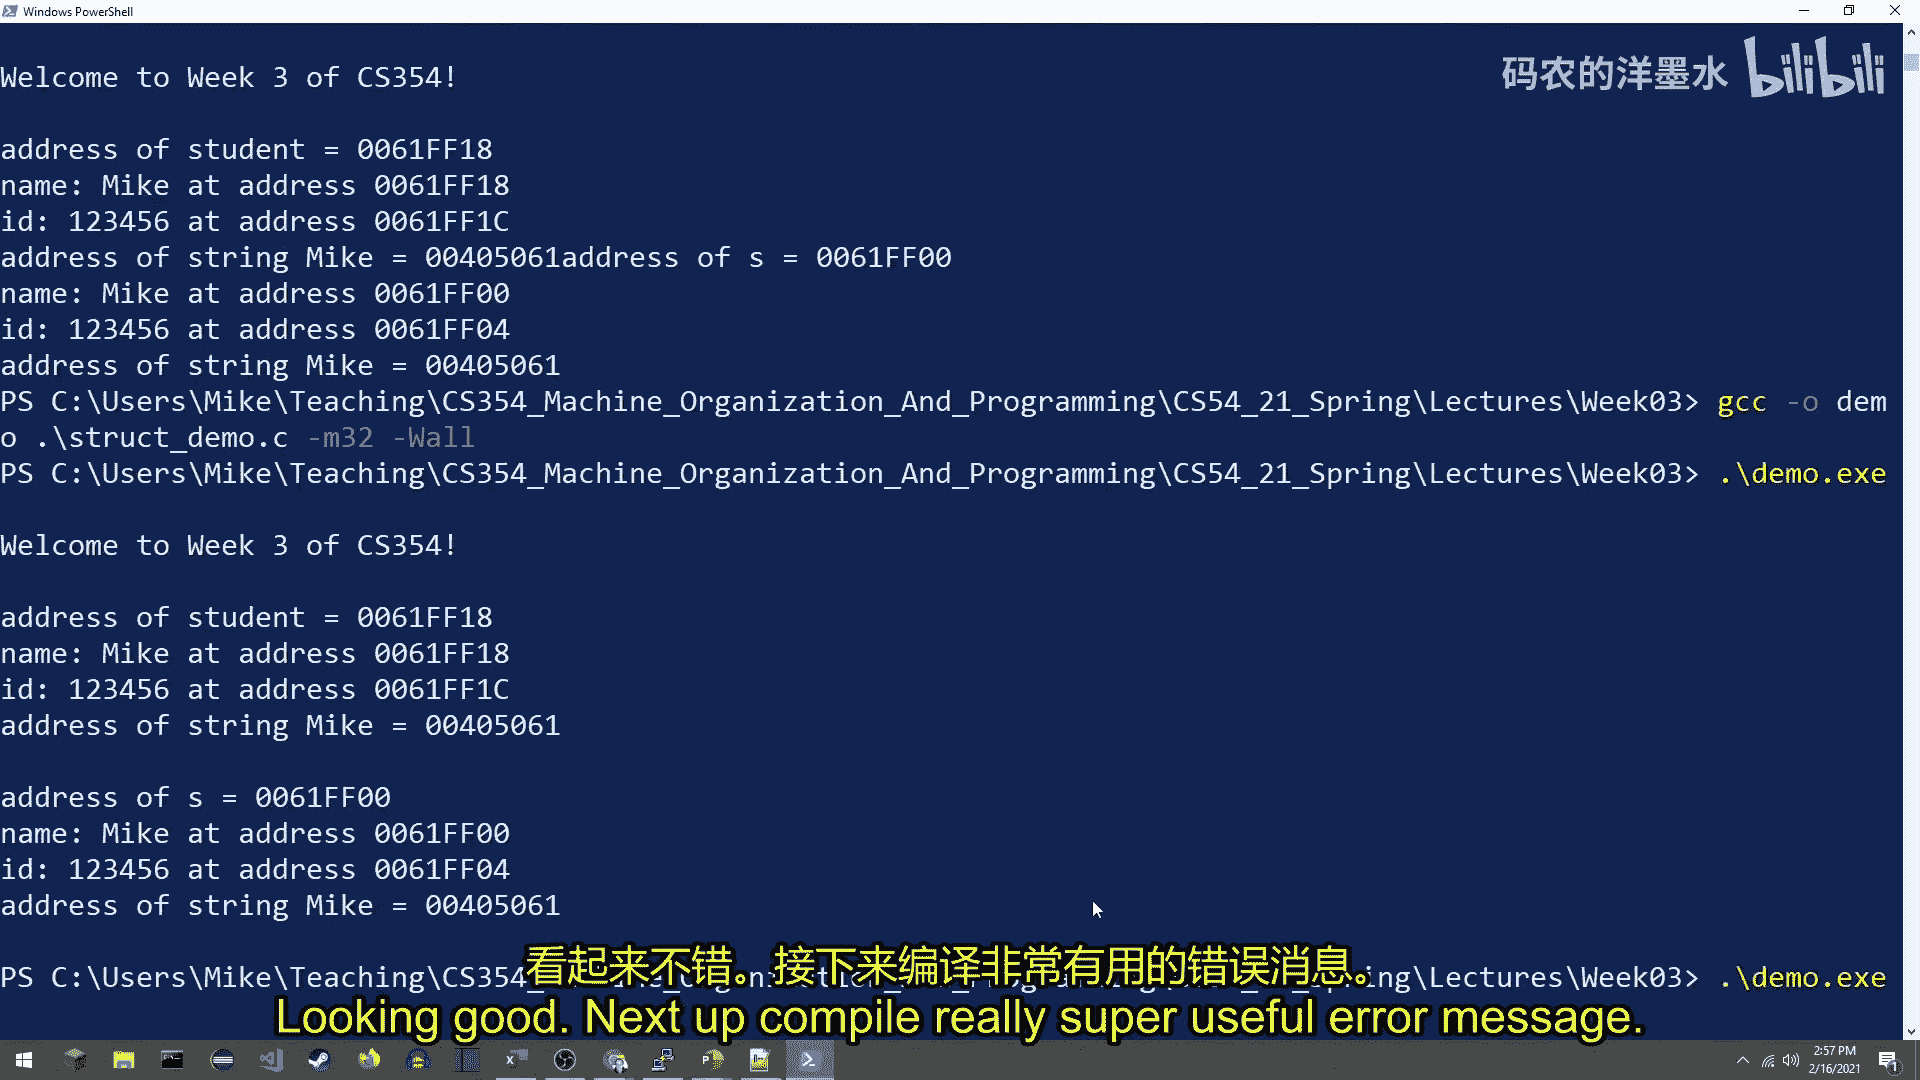 Windows PowerShell
码农的洋墨水 bilibili
Welcome to Week 3 of CS354!
address of student = 0061FF18
name: Mike at address 0061FF18
id: 123456 at address 0061FF1C
address of string Mike = 00405061address of s = 0061FF00
name: Mike at address 0061FF00
id: 123456 at address 0061FF04
address of string Mike = 00405061
PS C:\Users\Mike\Teaching\CS354_Machine_Organization_And_Programming\CS54_21_Spring\Lectures\Week03> gcc -o dem
o .\struct_demo.c -m32 -Wall
PS C:\Users\Mike\Teaching\CS354_Machine_Organization_And_Programming\CS54_21_Spring\Lectures\Week03> .\demo.exe
Welcome to Week 3 of CS354!
address of student = 0061FF18
name: Mike at address 0061FF18
id: 123456 at address 0061FF1C
address of string Mike = 00405061
address of s = 0061FF00
name: Mike at address 0061FF00
id: 123456 at address 0061FF04
address of string Mike = 00405061
PS C:\Users\Mike\Teaching\CS354_Machine_Organization_And_Programming\CS54_21_Spring\Lectures\Week03> .\demo.exe
看起来不错。接下来编译非常有用的错误消息。
Looking good. Next up compile really super useful error message.
2:57 PM
2/16/2021